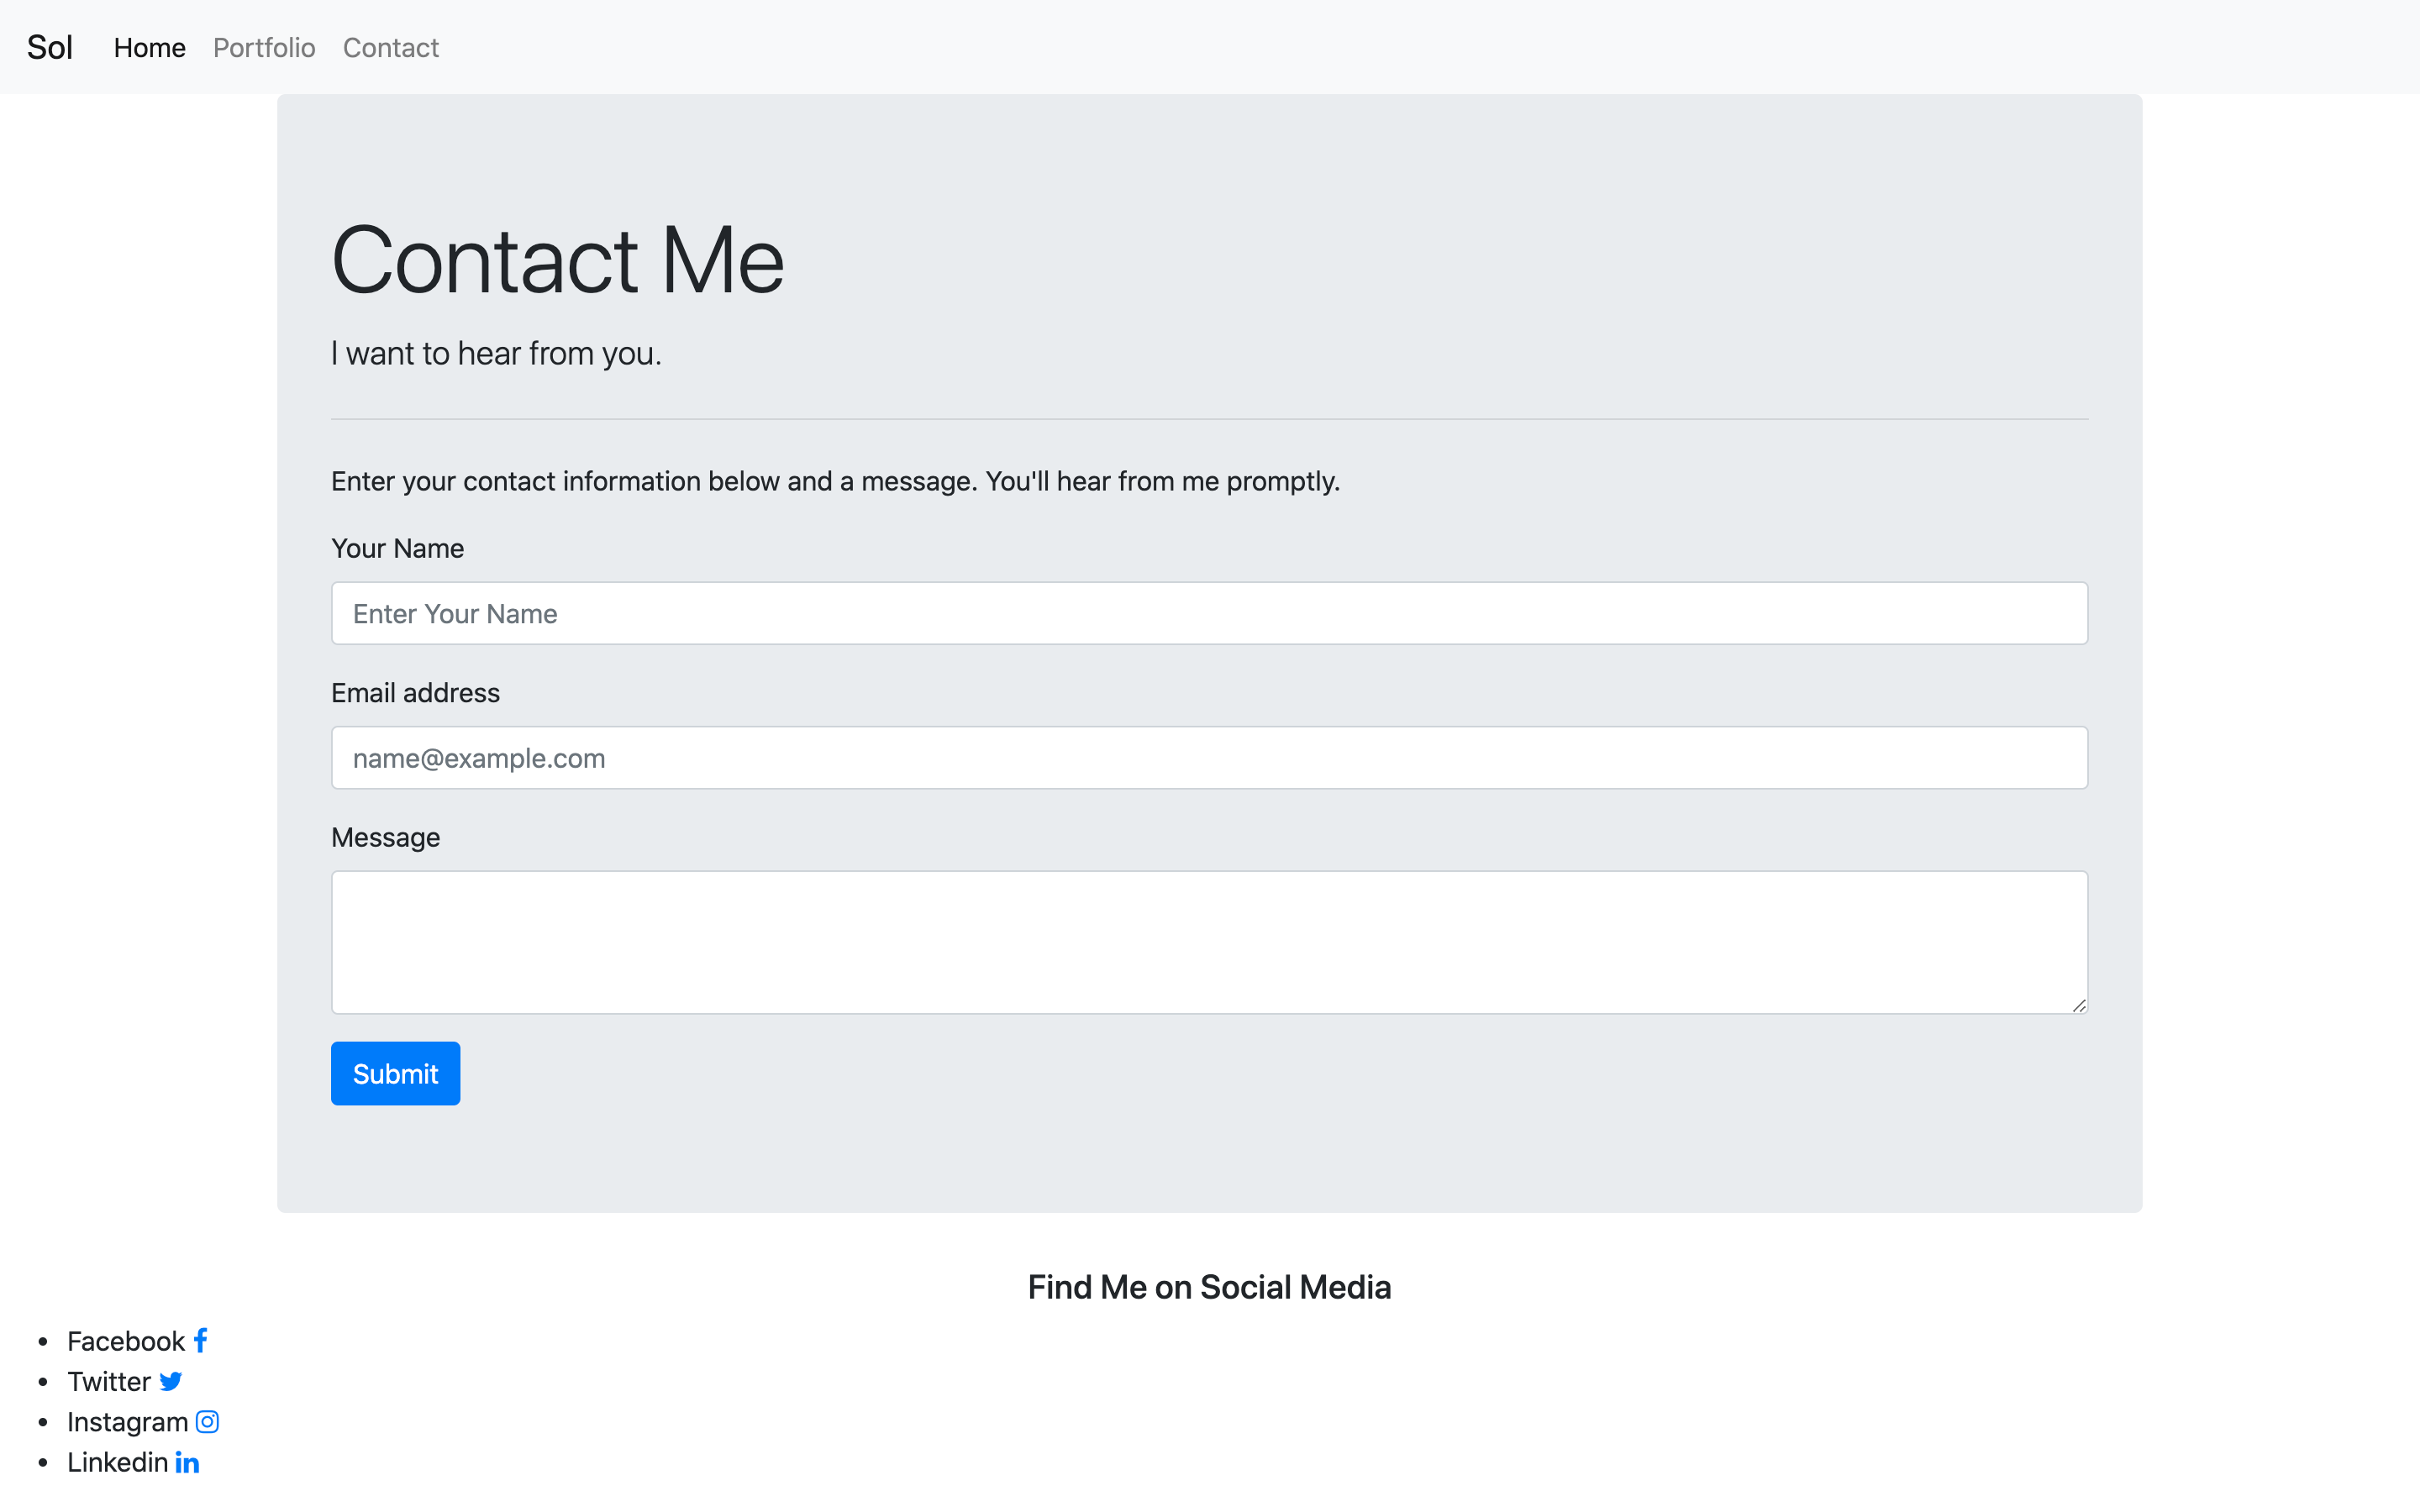 Sol Home Portfolio Contact
Contact Me
I want to hear from you.
Enter your contact information below and a message. You'll hear from me promptly.
Your Name
Enter Your Name
Email address
name@example.com
Message
Submit
Find Me on Social Media
Facebook
Twitter
Instagram
Linkedin